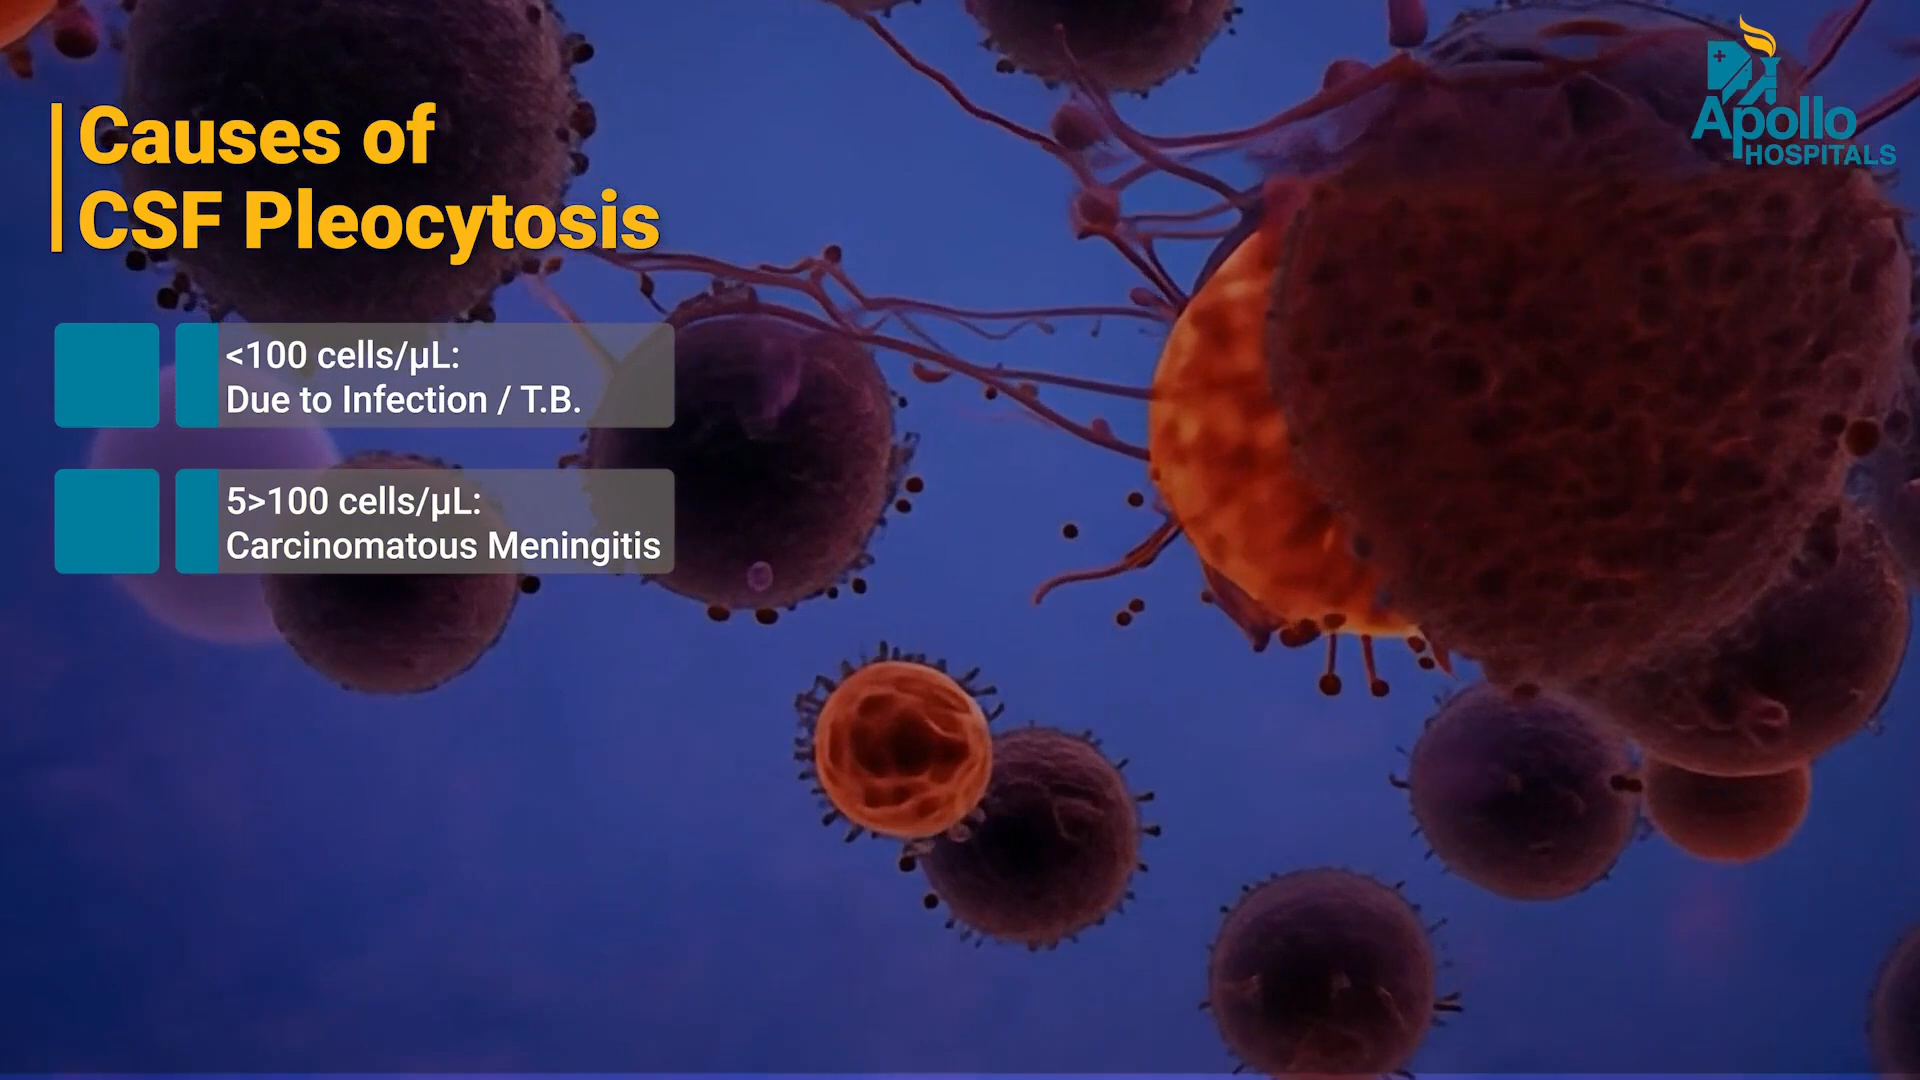 Apollo
HOSPITALS
Causes of
CSF Pleocytosis
<100 cells/µL:
Due to Infection / T.B.
5>100 cells/µL:
Carcinomatous Meningitis